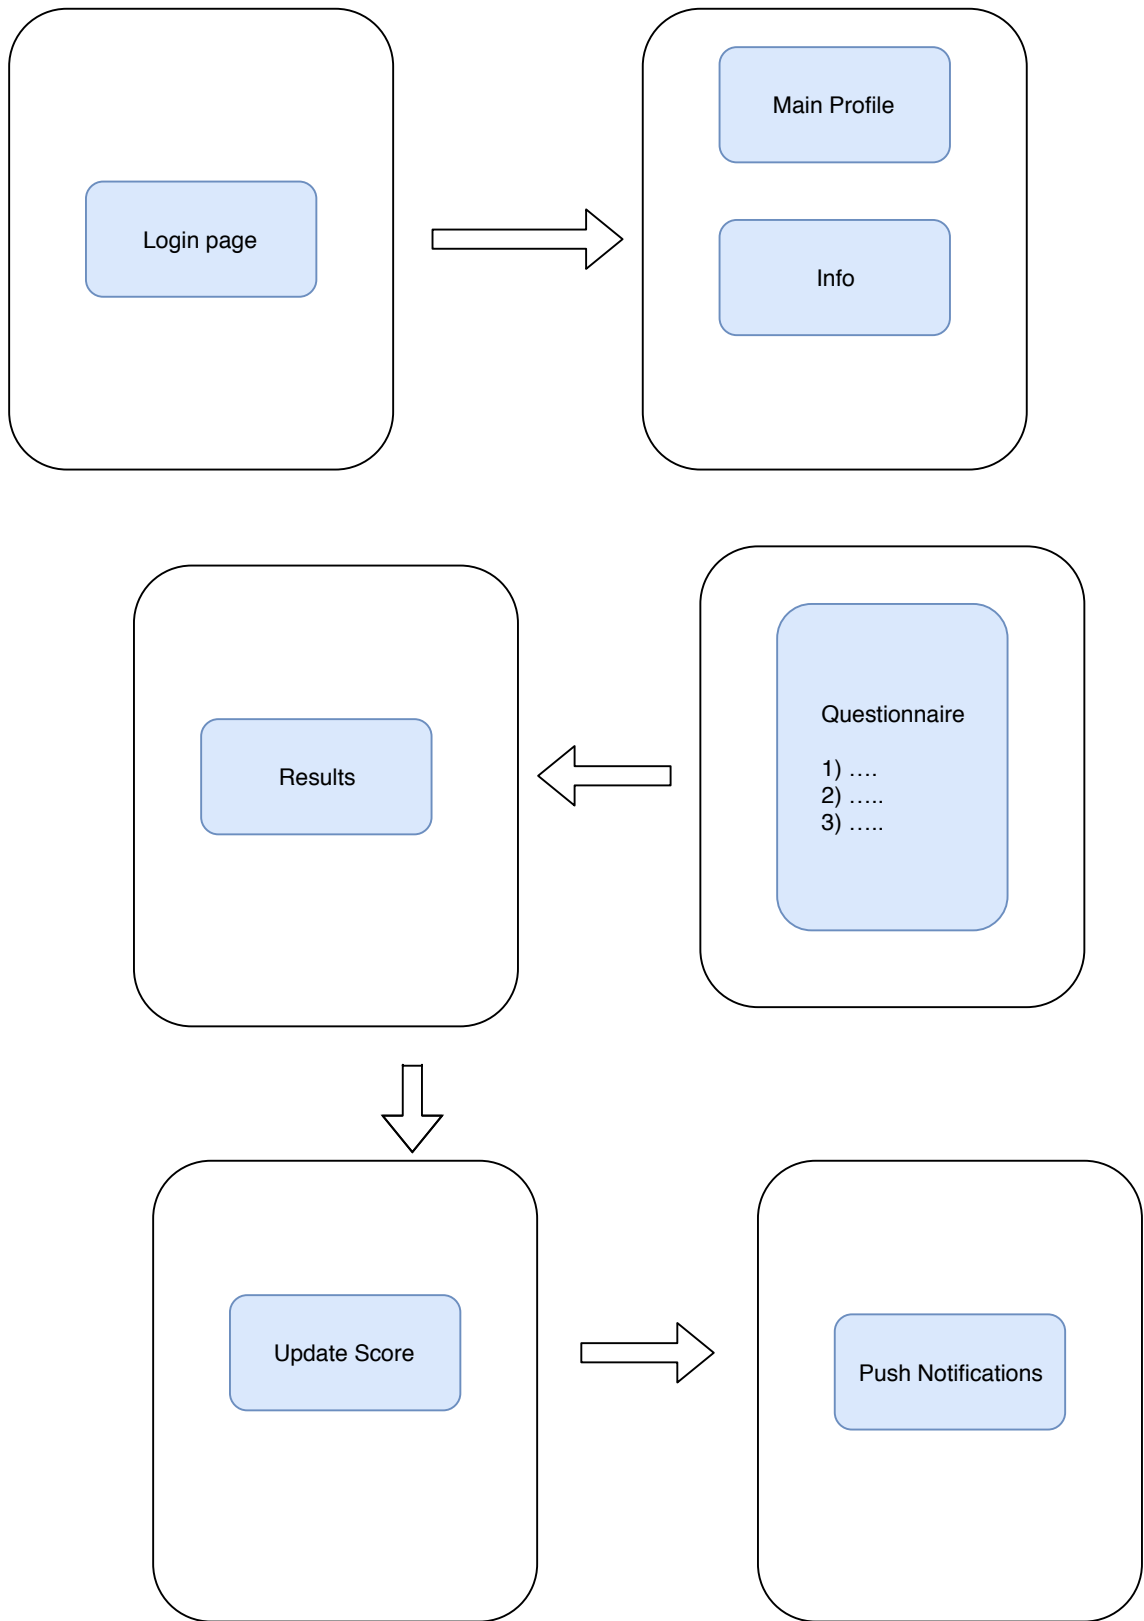 Login page
Main Profile
Info
Results
Questionnaire
1) ....
2) .....
3) .....
Update Score
Push Notifications